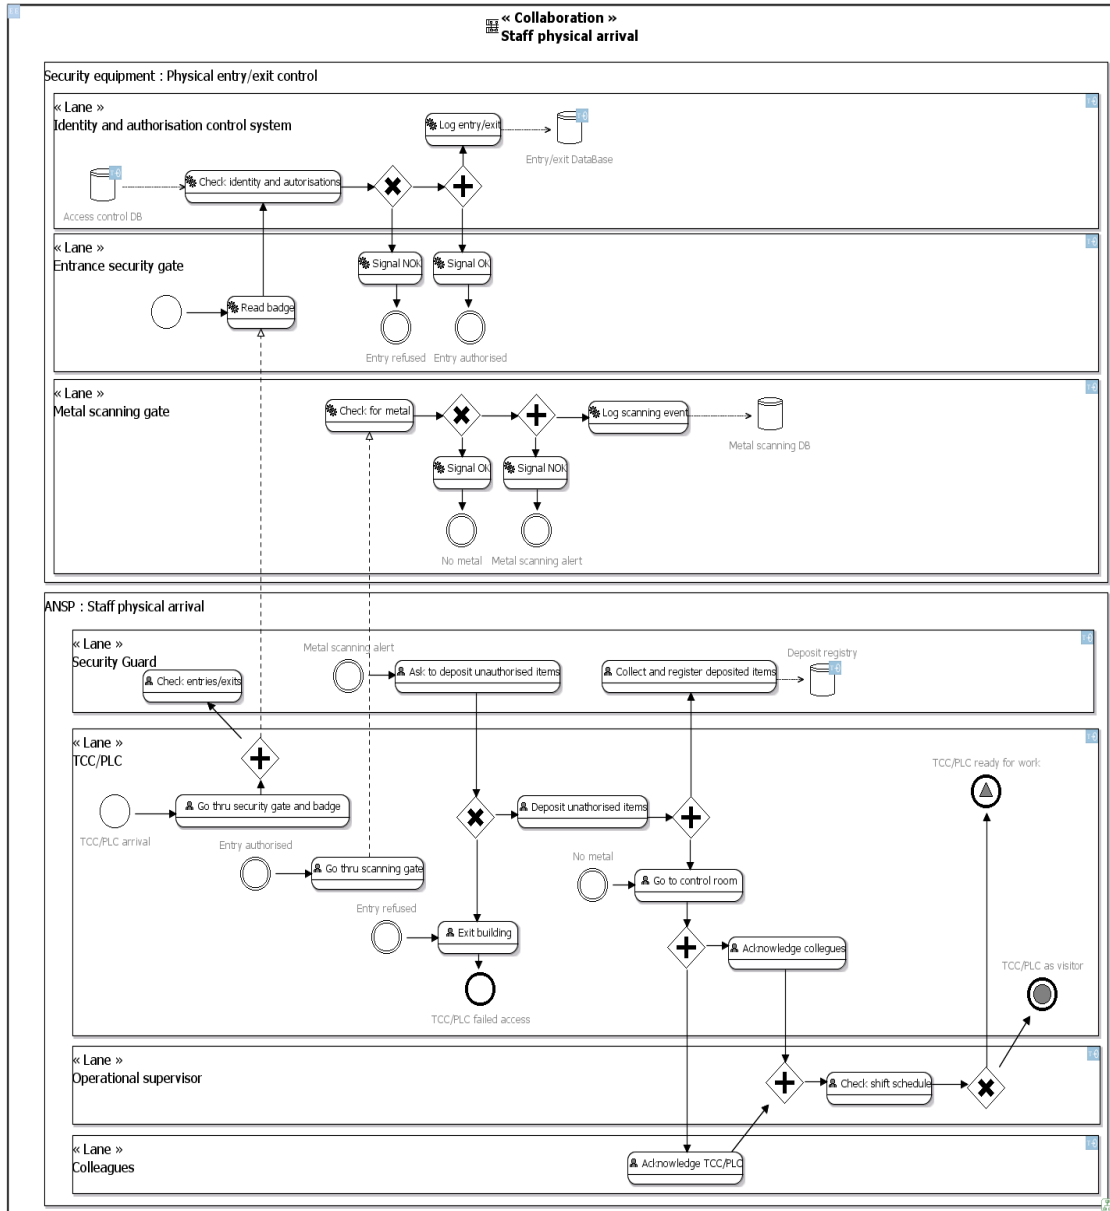 « Collaboration »
Staff physical arrival
Security equipment : Physical entry/exit control
« Lane »
Identity and authorisation control system
Log entry/exit
Entry/exit DataBase
Check identity and autorisations
Access control DB
« Lane »
Entrance security gate
Signal NOK
Signal OK
Read badge
Entry refused
Entry authorised
« Lane »
Metal scanning gate
Check for metal
Log scanning event
Metal scanning DB
Signal OK
Signal NOK
No metal
Metal scanning alert
ANSP : Staff physical arrival
« Lane »
Security Guard
Metal scanning alert
Deposit registry
Check entries/exits
Ask to deposit unauthorised items
Collect and register deposited items
« Lane »
TCC/PLC
TCC/PLC ready for work
Go thru security gate and badge
Deposit unathorised items
TCC/PLC arrival
Entry authorised
No metal
Go thru scanning gate
Go to control room
Entry refused
Exit building
Acknowledge collegues
TCC/PLC as visitor
TCC/PLC failed access
« Lane »
Operational supervisor
Check shift schedule
« Lane »
Colleagues
Acknowledge TCC/PLC